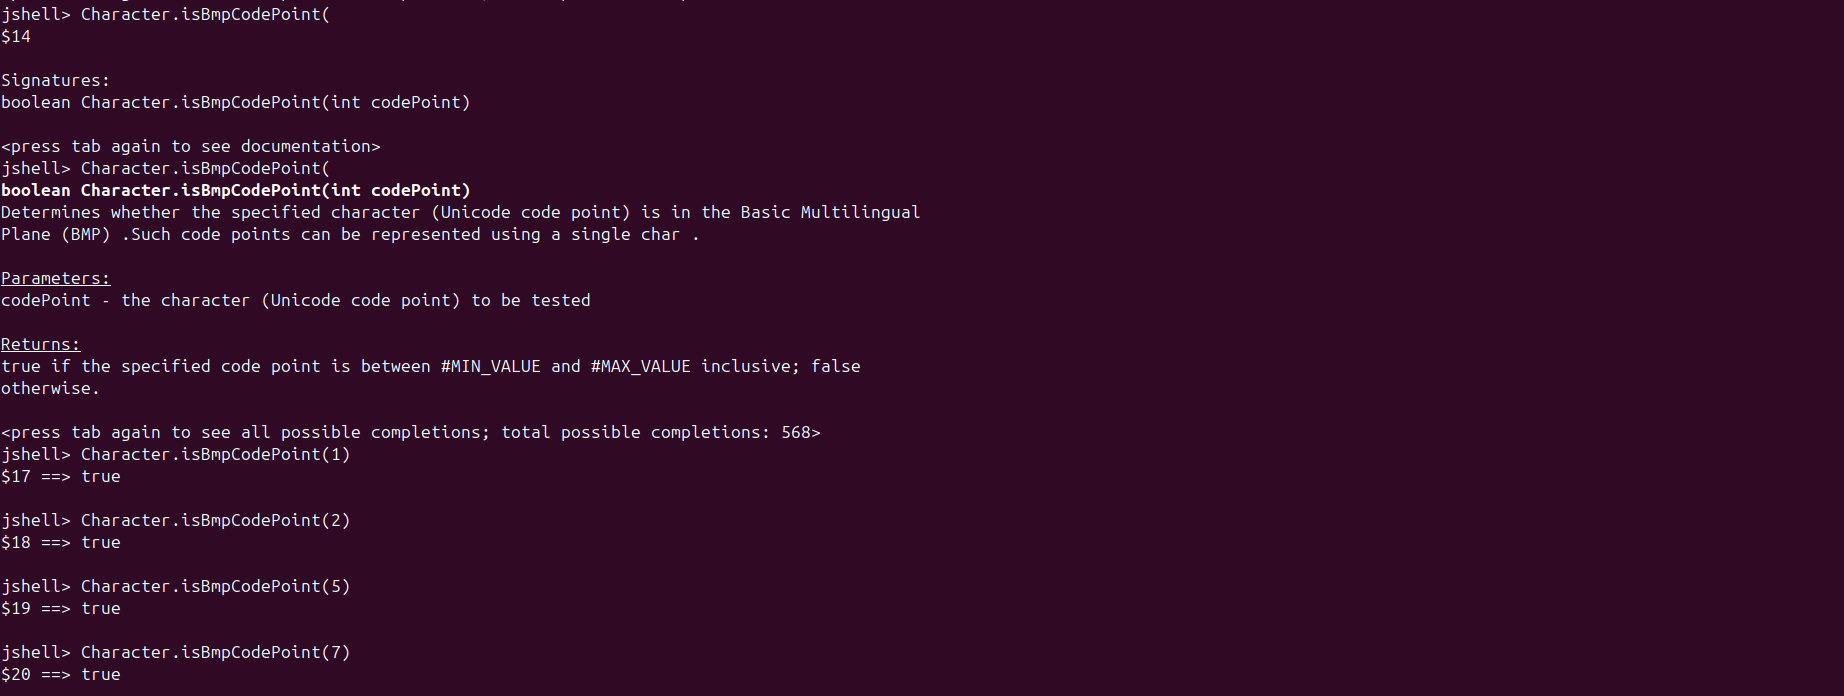 jshell> Character.isBmpCodePoint(
$14
Signatures:
boolean Character.isBmpCodePoint(int codePoint)
<press tab again to see documentation>
jshell> Character.isBmpCodePoint(
boolean Character.isBmpCodePoint(int codePoint)
Determines whether the specified character (Unicode code point) is in the Basic Multilingual
Plane (BMP) .Such code points can be represented using a single char .
Parameters:
codePoint - the character (Unicode code point) to be tested
Returns:
true if the specified code point is between #MIN_VALUE and #MAX_VALUE inclusive; false
otherwise.
<press tab again to see all possible completions; total possible completions: 568>
jshell> Character.isBmpCodePoint(1)
$17 ==> true
jshell> Character.isBmpCodePoint(2)
$18 ==> true
jshell> Character.isBmpCodePoint(5)
$19 ==> true
jshell> Character.isBmpCodePoint(7)
$20 ==> true